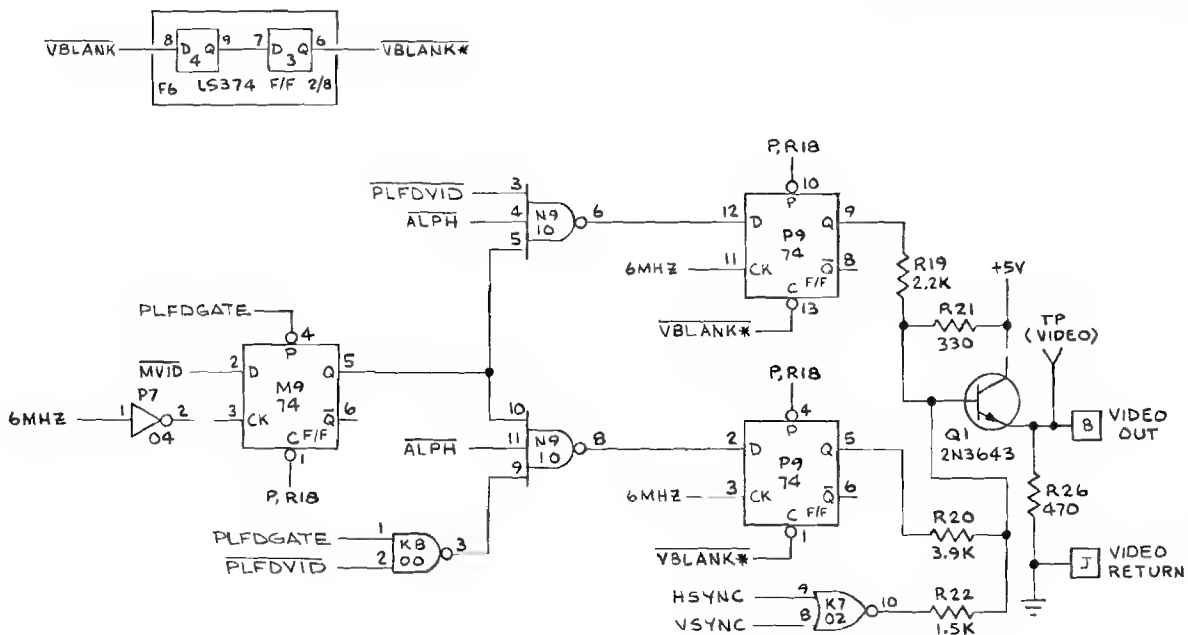 VBLANK 8 D Q 9 7 D Q 6 VBLANK*
4 3
F6 LS374 F/F 2/8
P,R18
10
PLFDVID 3
ALPH 4 N9 6
10
5
12 D P Q 9
P9
74
6MHZ 11 CK Q 8
C F/F
13
VBLANK*
R19
2.2K
+5V
R21
330
TP
(VIDEO)
PLFDGATE 4
P
MVID 2 D Q 5
M9
74
P7
6MHZ 1 2 3 CK Q 6
04
C F/F
1
P,R18
P,R18
4
10
ALPH 11 N9 8
10
9
2 D P Q 5
P9
74
6MHZ 3 CK Q 6
C F/F
1
VBLANK*
Q1
2N3643
B VIDEO
OUT
R26
470
PLFDGATE 1
K8 3
PLFDVID 2 00
R20
3.9K
J VIDEO
RETURN
HSYNC 9 K7 10
VSYNC 8 02
R22
1.5K